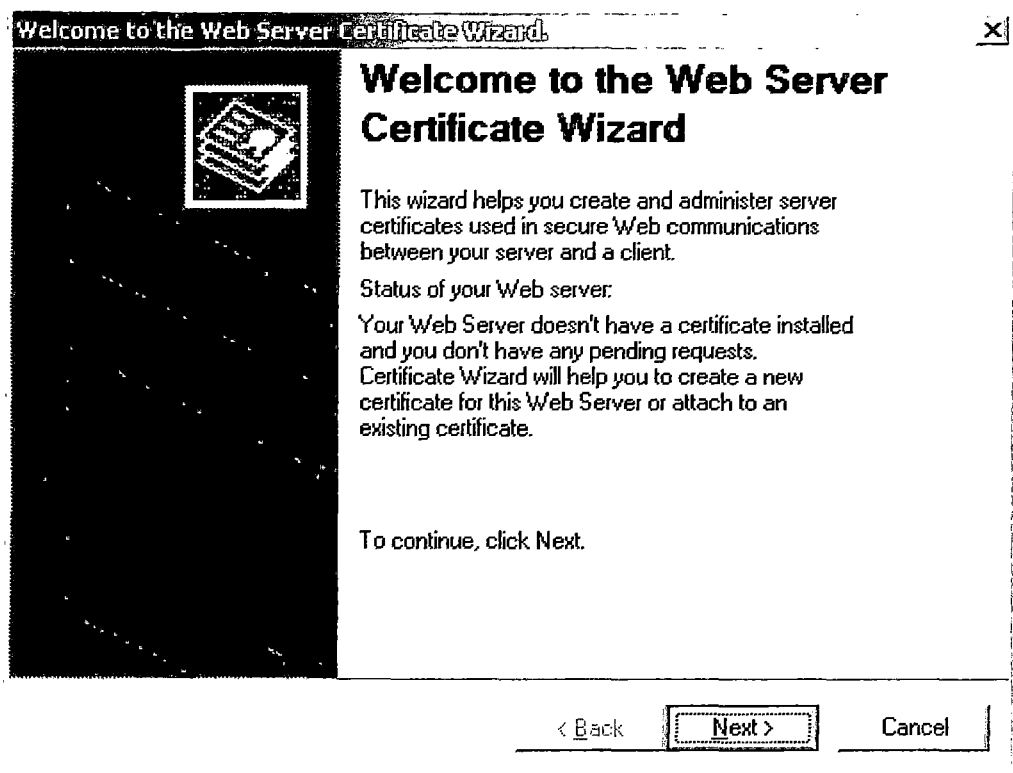 Welcome to the Web Server Certificate Wizard.
Welcome to the Web Server
Certificate Wizard
This wizard helps you create and administer server
certificates used in secure Web communications
between your server and a client.
Status of your Web server:
Your Web Server doesn't have a certificate installed
and you don't have any pending requests.
Certificate Wizard will help you to create a new
certificate for this Web Server or attach to an
existing certificate.
To continue, click Next.
< Back Next > Cancel